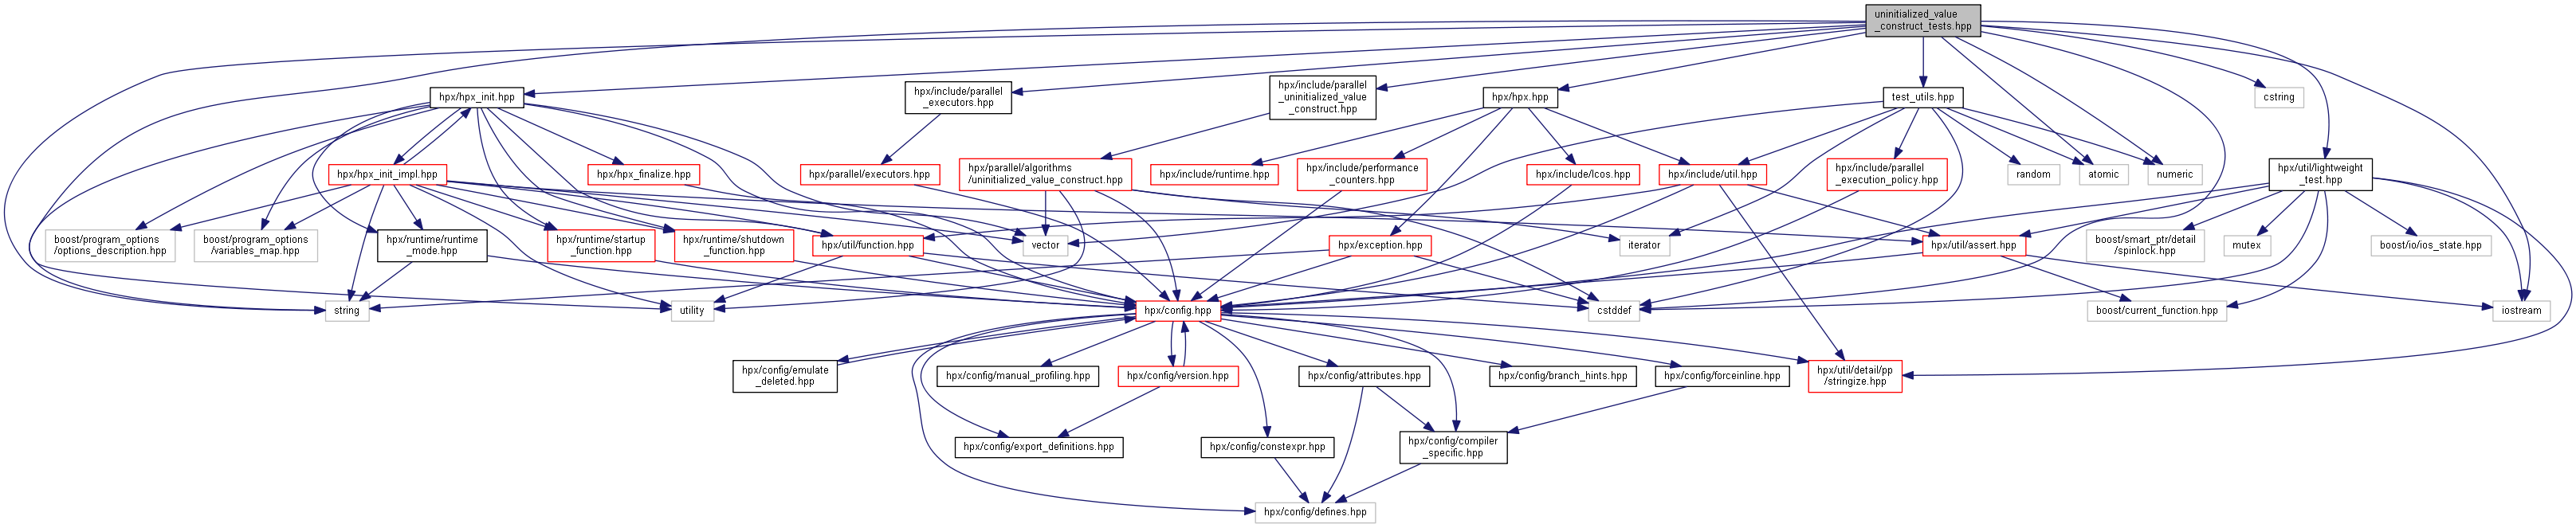 uninitialized_value
_construct_tests.hpp
hpx/hpx_init.hpp
hpx/include/parallel
_executors.hpp
hpx/include/parallel
_uninitialized_value
_construct.hpp
hpx/hpx.hpp
test_utils.hpp
cstring
hpx/hpx_init_impl.hpp
hpx/hpx_finalize.hpp
hpx/parallel/executors.hpp
hpx/parallel/algorithms
/uninitialized_value_construct.hpp
hpx/include/runtime.hpp
hpx/include/performance
_counters.hpp
hpx/include/lcos.hpp
hpx/include/util.hpp
hpx/include/parallel
_execution_policy.hpp
random
atomic
numeric
hpx/util/lightweight
_test.hpp
boost/program_options
/options_description.hpp
boost/program_options
/variables_map.hpp
hpx/runtime/runtime
_mode.hpp
hpx/runtime/startup
_function.hpp
hpx/runtime/shutdown
_function.hpp
hpx/util/function.hpp
vector
hpx/exception.hpp
iterator
hpx/util/assert.hpp
boost/smart_ptr/detail
/spinlock.hpp
mutex
boost/io/ios_state.hpp
string
utility
hpx/config.hpp
cstddef
boost/current_function.hpp
iostream
hpx/config/emulate
_deleted.hpp
hpx/config/manual_profiling.hpp
hpx/config/version.hpp
hpx/config/attributes.hpp
hpx/config/branch_hints.hpp
hpx/config/forceinline.hpp
hpx/util/detail/pp
/stringize.hpp
hpx/config/export_definitions.hpp
hpx/config/constexpr.hpp
hpx/config/compiler
_specific.hpp
hpx/config/defines.hpp